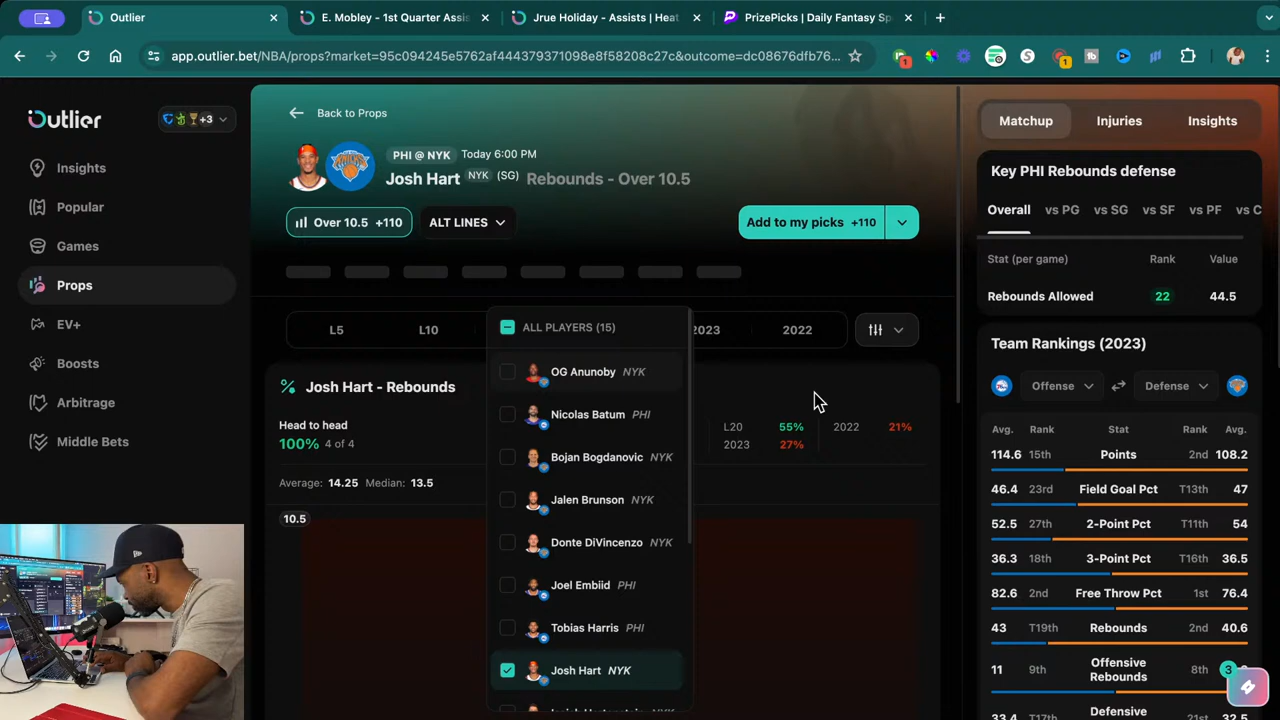 Outlier
E. Mobley - 1st Quarter Assi
Jrue Holiday - Assists | Heat
PrizePicks | Daily Fantasy Sp
app.outlier.bet/NBA/props?market=95c094245e5762af444379371990e8f58208c27c&outcome=dc08676dfb76...
Outlier
+3
Insights
Popular
Games
Props
EV+
Boosts
Arbitrage
Middle Bets
Back to Props
PHI @ NYK Today 6:00 PM
Josh Hart NYK (SG) Rebounds - Over 10.5
Over 10.5 +110
ALT LINES
Add to my picks +110
L5
L10
2023
2022
Josh Hart - Rebounds
Head to head
100% 4 of 4
L20 55%
2023 27%
2022 21%
Average: 14.25 Median: 13.5
10.5
ALL PLAYERS (15)
OG Anunoby NYK
Nicolas Batum PHI
Bojan Bogdanovic NYK
Jalen Brunson NYK
Donte DiVincenzo NYK
Joel Embiid PHI
Tobias Harris PHI
Josh Hart NYK
Matchup
Injuries
Insights
Key PHI Rebounds defense
Overall
vs PG
vs SG
vs SF
vs PF
vs C
Stat (per game) Rank Value
Rebounds Allowed 22 44.5
Team Rankings (2023)
Offense
Defense
Avg. Rank Stat Rank Avg.
114.6 15th Points 2nd 108.2
46.4 23rd Field Goal Pct T13th 47
52.5 27th 2-Point Pct T11th 54
36.3 18th 3-Point Pct T16th 36.5
82.6 2nd Free Throw Pct 1st 76.4
43 T19th Rebounds 2nd 40.6
11 9th Offensive Rebounds 8th
3
33.4 T17th Defensive 2nd 32.5